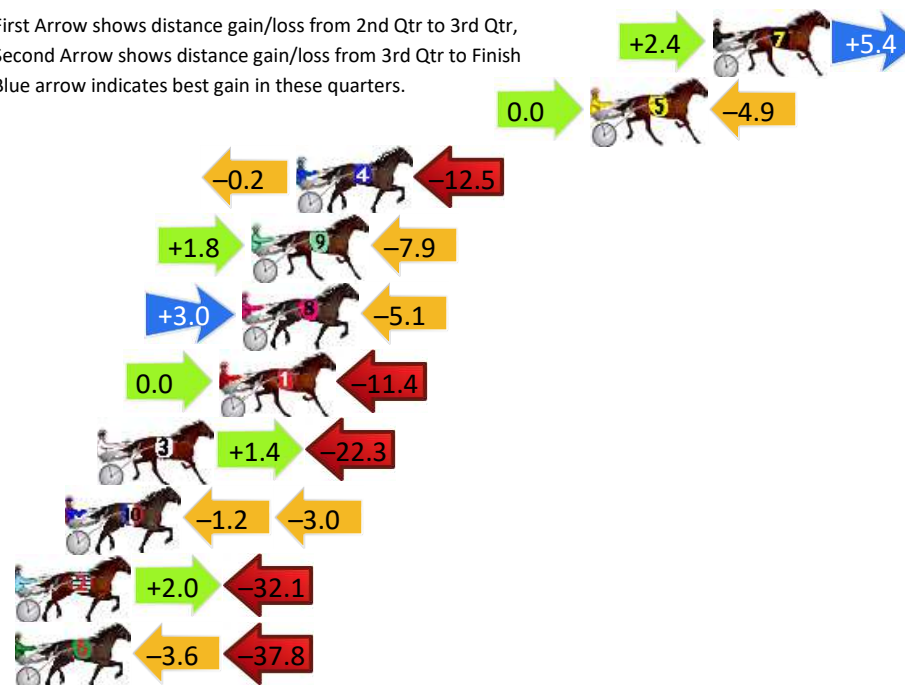 First Arrow shows distance gain/loss from 2nd Qtr to 3rd Qtr,
Second Arrow shows distance gain/loss from 3rd Qtr to Finish
Blue arrow indicates best gain in these quarters.
+2.4 7 +5.4
0.0 5 –4.9
–0.2 4 –12.5
+1.8 9 –7.9
+3.0 8 –5.1
0.0 1 –11.4
3 +1.4 –22.3
10 –1.2 –3.0
2 +2.0 –32.1
–3.6 –37.8